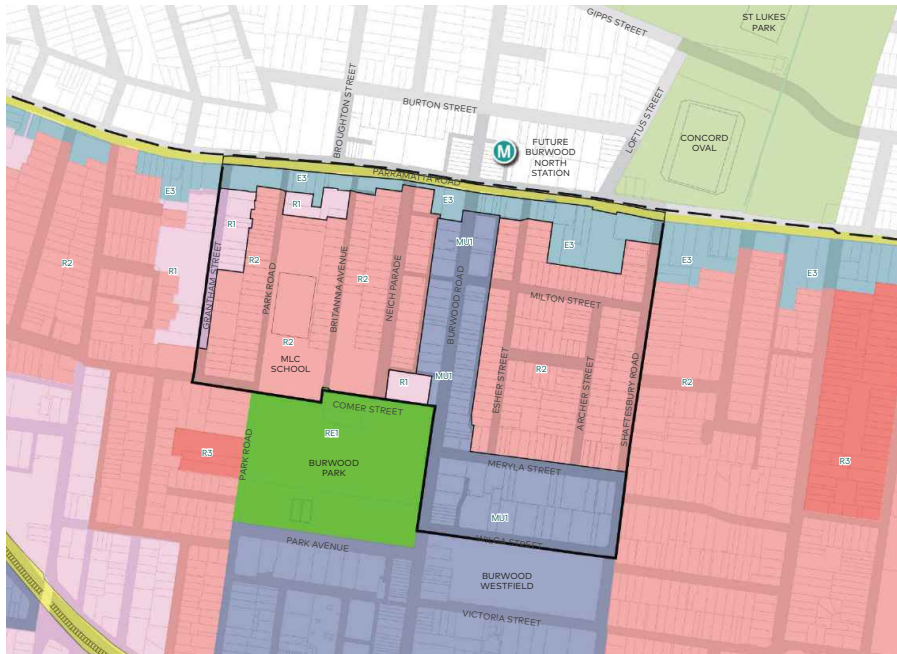 GIPPS STREET
ST LUKES
PARK
BROUGHTON STREET
BURTON STREET
LOFTUS STREET
CONCORD
OVAL
M
FUTURE
BURWOOD
NORTH
STATION
PARRAMATTA ROAD
E3
E3
E3
E3
E3
E3
R1
R1
R1
R2
R2
R2
R2
MU1
GRANTHAM STREET
PARK ROAD
BRITANNIA AVENUE
NEICH PARADE
BURWOOD ROAD
MILTON STREET
R2
MLC
SCHOOL
R1
MU1
ESHER STREET
R2
ARCHER STREET
SHAFTESBURY ROAD
R2
COMER STREET
RE1
R3
PARK ROAD
BURWOOD
PARK
MERYLA STREET
R3
MU1
WILGA STREET
PARK AVENUE
BURWOOD
WESTFIELD
VICTORIA STREET